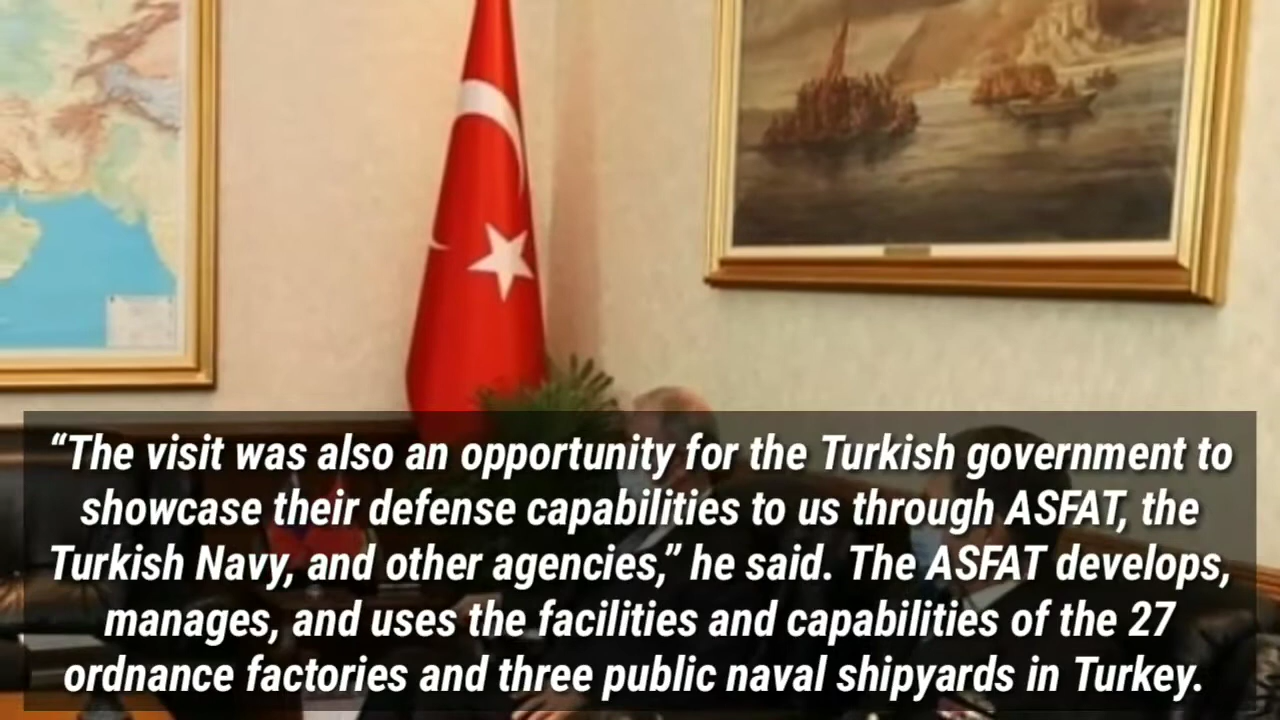 “The visit was also an opportunity for the Turkish government to
showcase their defense capabilities to us through ASFAT, the
Turkish Navy, and other agencies,” he said. The ASFAT develops,
manages, and uses the facilities and capabilities of the 27
ordnance factories and three public naval shipyards in Turkey.